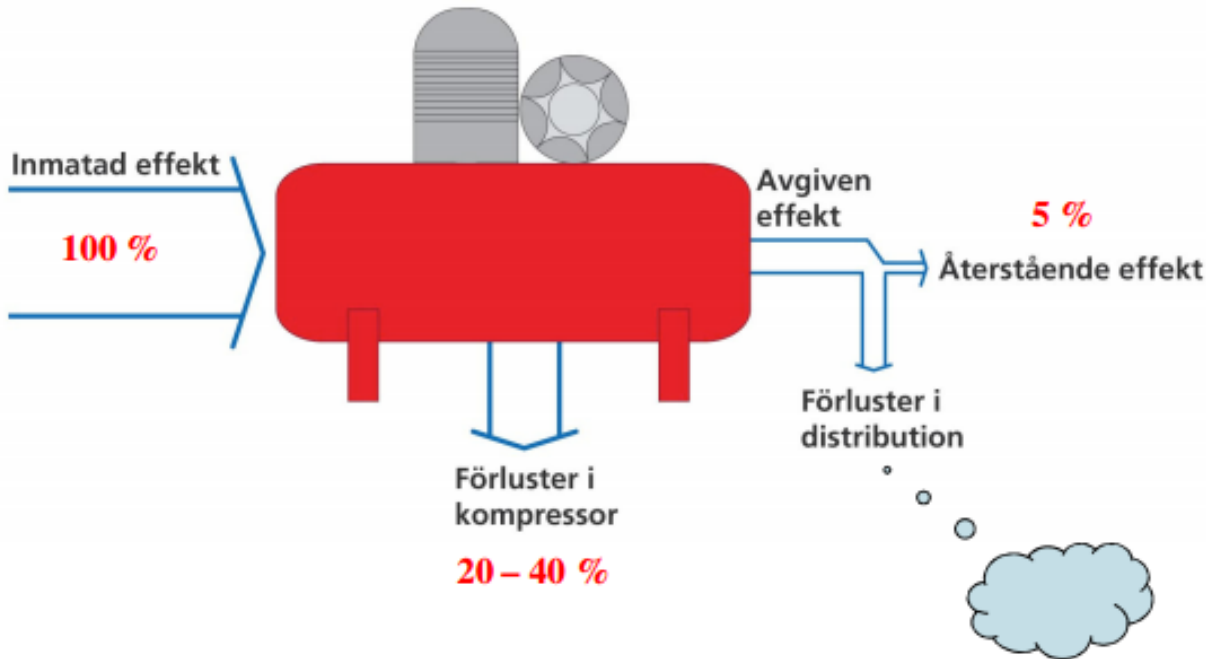 Inmatad effekt
100 %
Avgiven
effekt
5 %
Återstående effekt
Förluster i
distribution
Förluster i
kompressor
20 – 40 %